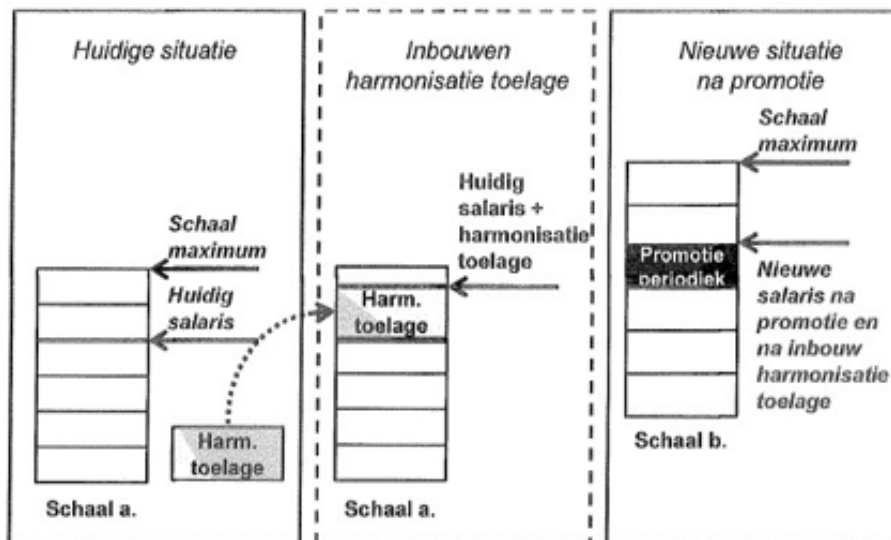 Huidige situatie
Schaal
maximum
Huidig
salaris
Harm.
toelage
Schaal a.
Inbouwen
harmonisatie toelage
Huidig
salaris +
harmonisatie
toelage
Harm.
toelage
Schaal a.
Nieuwe situatie
na promotie
Schaal
maximum
Promotie
periodiek
Nieuwe
salaris na
promotie en
na inbouw
harmonisatie
toelage
Schaal b.